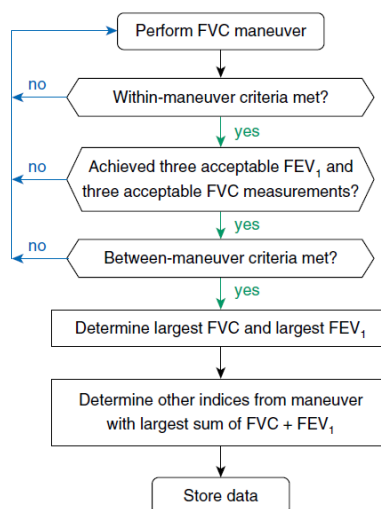 Perform FVC maneuver
no
Within-maneuver criteria met?
yes
no
Achieved three acceptable FEV₁ and
three acceptable FVC measurements?
yes
no
Between-maneuver criteria met?
yes
Determine largest FVC and largest FEV₁
Determine other indices from maneuver
with largest sum of FVC + FEV₁
Store data